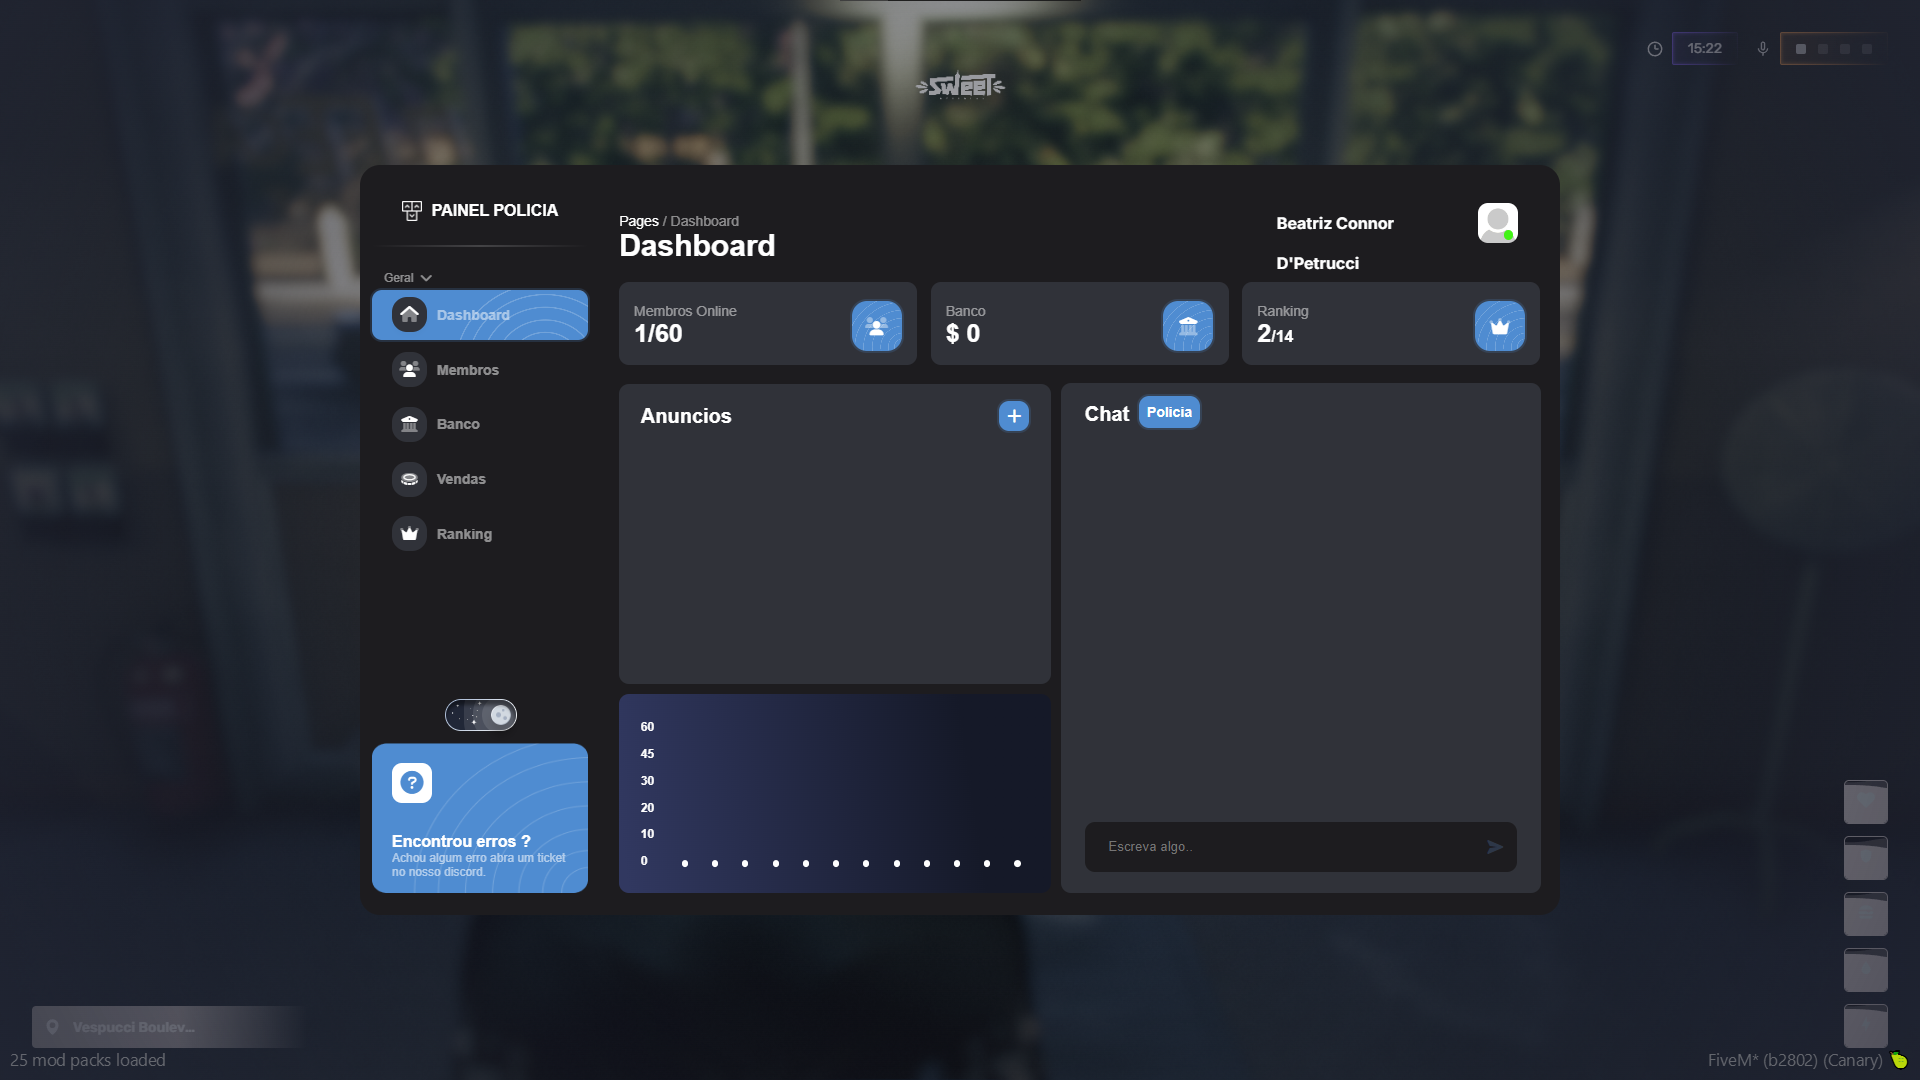 15:22
SWEET
PAINEL POLICIA
Pages / Dashboard
Dashboard
Beatriz Connor
D'Petrucci
Geral
Dashboard
Membros
Banco
Vendas
Ranking
Membros Online
1/60
Banco
$ 0
Ranking
2/14
Anuncios
+
Chat Policia
60
45
30
20
10
0
Escreva algo..
?
Encontrou erros ?
Achou algum erro abra um ticket
no nosso discord.
Vespucci Boulev...
25 mod packs loaded
FiveM* (b2802) (Canary)